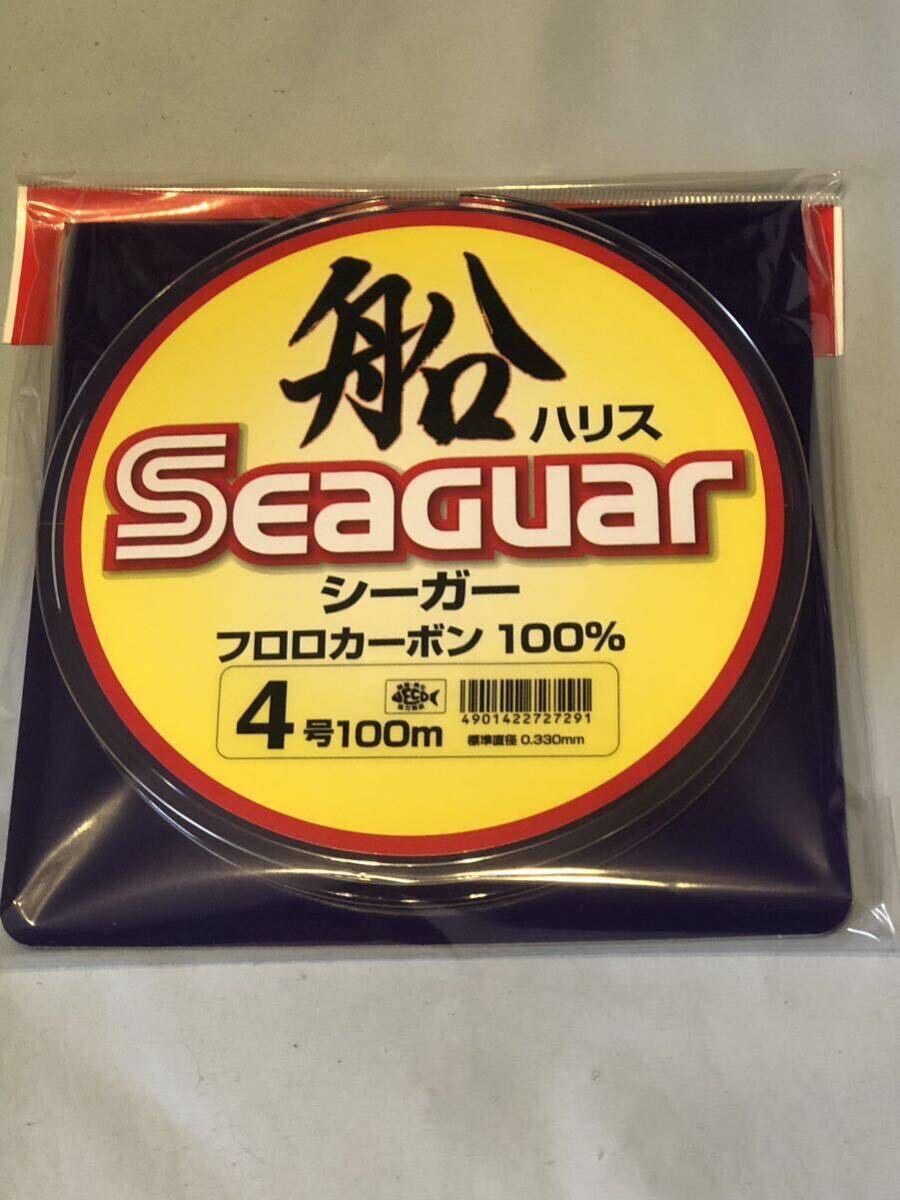 船
ハリス
Seaguar
シーガー
フロロカーボン 100%
4号100m
ECO
4901422727291
標準直径 0.330mm